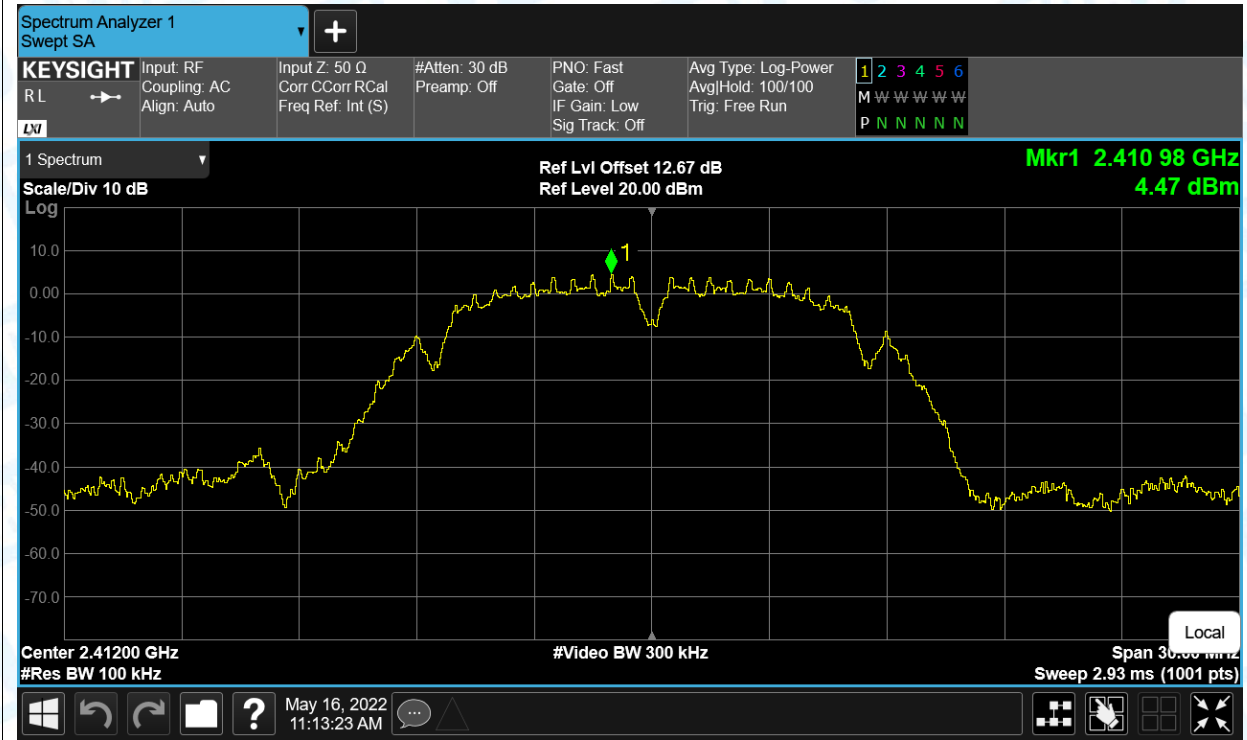 Spectrum Analyzer 1
Swept SA
KEYSIGHT
R L
LXI
Input: RF
Coupling: AC
Align: Auto
Input Z: 50 Ω
Corr CCorr RCal
Freq Ref: Int (S)
#Atten: 30 dB
Preamp: Off
PNO: Fast
Gate: Off
IF Gain: Low
Sig Track: Off
Avg Type: Log-Power
Avg|Hold: 100/100
Trig: Free Run
1 2 3 4 5 6
M W W W W W
P N N N N N N
1 Spectrum
Scale/Div 10 dB
Log
Ref Lvl Offset 12.67 dB
Ref Level 20.00 dBm
Mkr1 2.410 98 GHz
4.47 dBm
1
10.0
0.00
-10.0
-20.0
-30.0
-40.0
-50.0
-60.0
-70.0
Local
Center 2.41200 GHz
#Video BW 300 kHz
Span 30.00 MHz
#Res BW 100 kHz
Sweep 2.93 ms (1001 pts)
?
May 16, 2022
11:13:23 AM